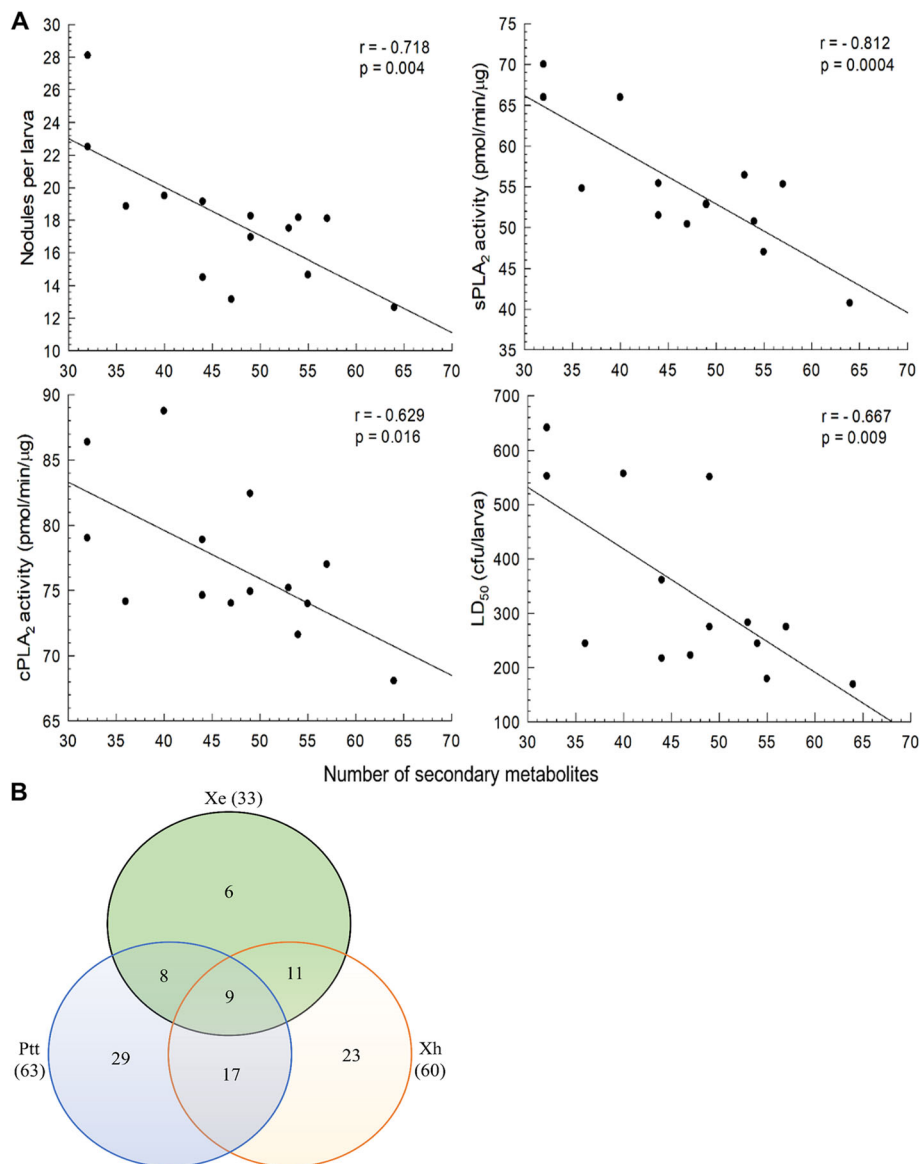 A
r = - 0.718
p = 0.004
Nodules per larva
30
28
26
24
22
20
18
16
14
12
10
30 35 40 45 50 55 60 65 70
r = - 0.812
p = 0.0004
sPLA2 activity (pmol/min/µg)
75
70
65
60
55
50
45
40
35
30 35 40 45 50 55 60 65 70
r = - 0.629
p = 0.016
cPLA2 activity (pmol/min/µg)
90
85
80
75
70
65
30 35 40 45 50 55 60 65 70
r = - 0.667
p = 0.009
LD50 (cfu/larva)
700
600
500
400
300
200
100
30 35 40 45 50 55 60 65 70
Number of secondary metabolites
B
Xe (33)
6
8
11
9
Ptt
(63)
29
17
23
Xh
(60)